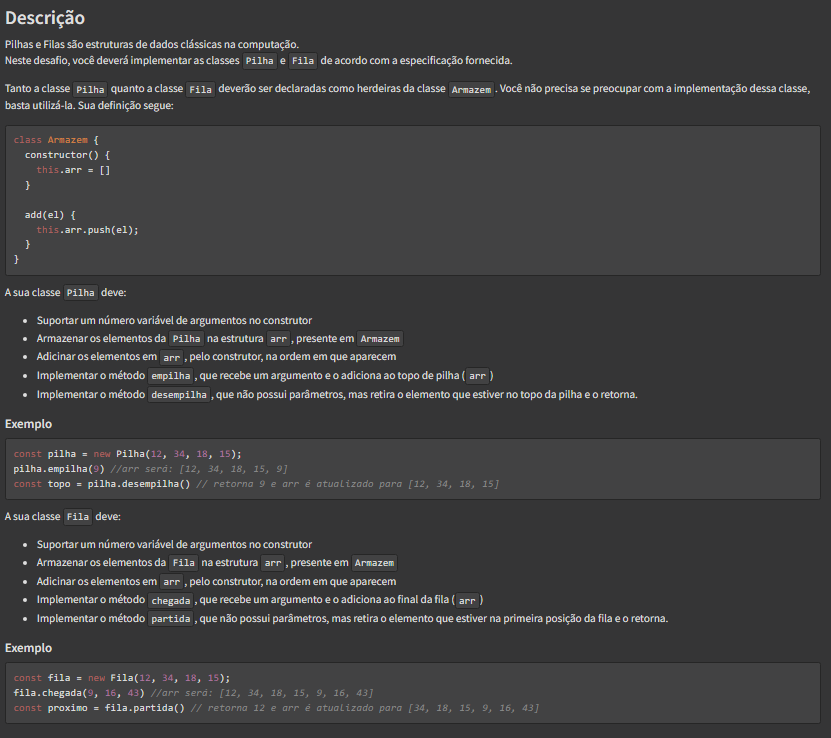 Descrição
Pilhas e Filas são estruturas de dados clássicas na computação.
Neste desafio, você deverá implementar as classes Pilha e Fila de acordo com a especificação fornecida.
Tanto a classe Pilha quanto a classe Fila deverão ser declaradas como herdeiras da classe Armazem. Você não precisa se preocupar com a implementação dessa classe,
basta utilizá-la. Sua definição segue:
class Armazem {
  constructor() {
    this.arr = []
  }

  add(el) {
    this.arr.push(el);
  }
}
A sua classe Pilha deve:
• Suportar um número variável de argumentos no construtor
• Armazenar os elementos da Pilha na estrutura arr, presente em Armazem
• Adicinar os elementos em arr, pelo construtor, na ordem em que aparecem
• Implementar o método empilha, que recebe um argumento e o adiciona ao topo de pilha (arr)
• Implementar o método desempilha, que não possui parâmetros, mas retira o elemento que estiver no topo da pilha e o retorna.
Exemplo
const pilha = new Pilha(12, 34, 18, 15);
pilha.empilha(9) //arr será: [12, 34, 18, 15, 9]
const topo = pilha.desempilha() // retorna 9 e arr é atualizado para [12, 34, 18, 15]
A sua classe Fila deve:
• Suportar um número variável de argumentos no construtor
• Armazenar os elementos da Fila na estrutura arr, presente em Armazem
• Adicinar os elementos em arr, pelo construtor, na ordem em que aparecem
• Implementar o método chegada, que recebe um argumento e o adiciona ao final da fila (arr)
• Implementar o método partida, que não possui parâmetros, mas retira o elemento que estiver na primeira posição da fila e o retorna.
Exemplo
const fila = new Fila(12, 34, 18, 15);
fila.chegada(9, 16, 43) //arr será: [12, 34, 18, 15, 9, 16, 43]
const proximo = fila.partida() // retorna 12 e arr é atualizado para [34, 18, 15, 9, 16, 43]